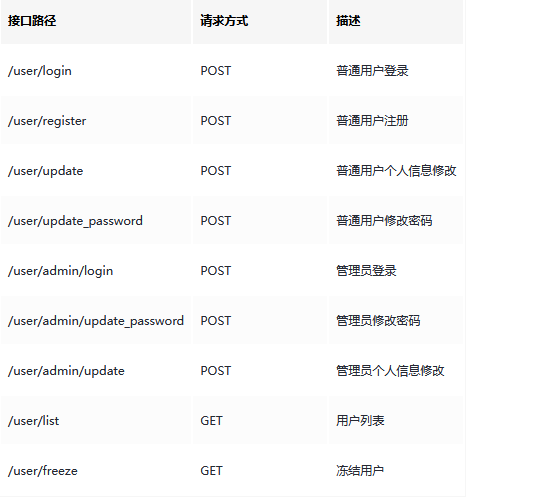 接口路径 请求方式 描述
/user/login POST 普通用户登录
/user/register POST 普通用户注册
/user/update POST 普通用户个人信息修改
/user/update_password POST 普通用户修改密码
/user/admin/login POST 管理员登录
/user/admin/update_password POST 管理员修改密码
/user/admin/update POST 管理员个人信息修改
/user/list GET 用户列表
/user/freeze GET 冻结用户